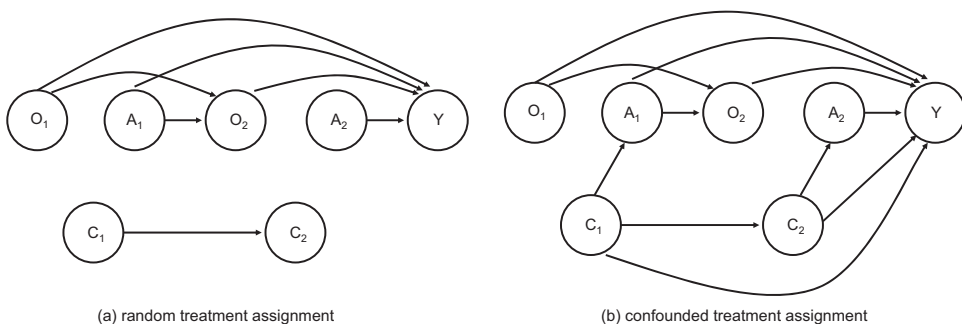 O1 A1 O2 A2 Y
C1 C2
(a) random treatment assignment
O1 A1 O2 A2 Y
C1 C2
(b) confounded treatment assignment